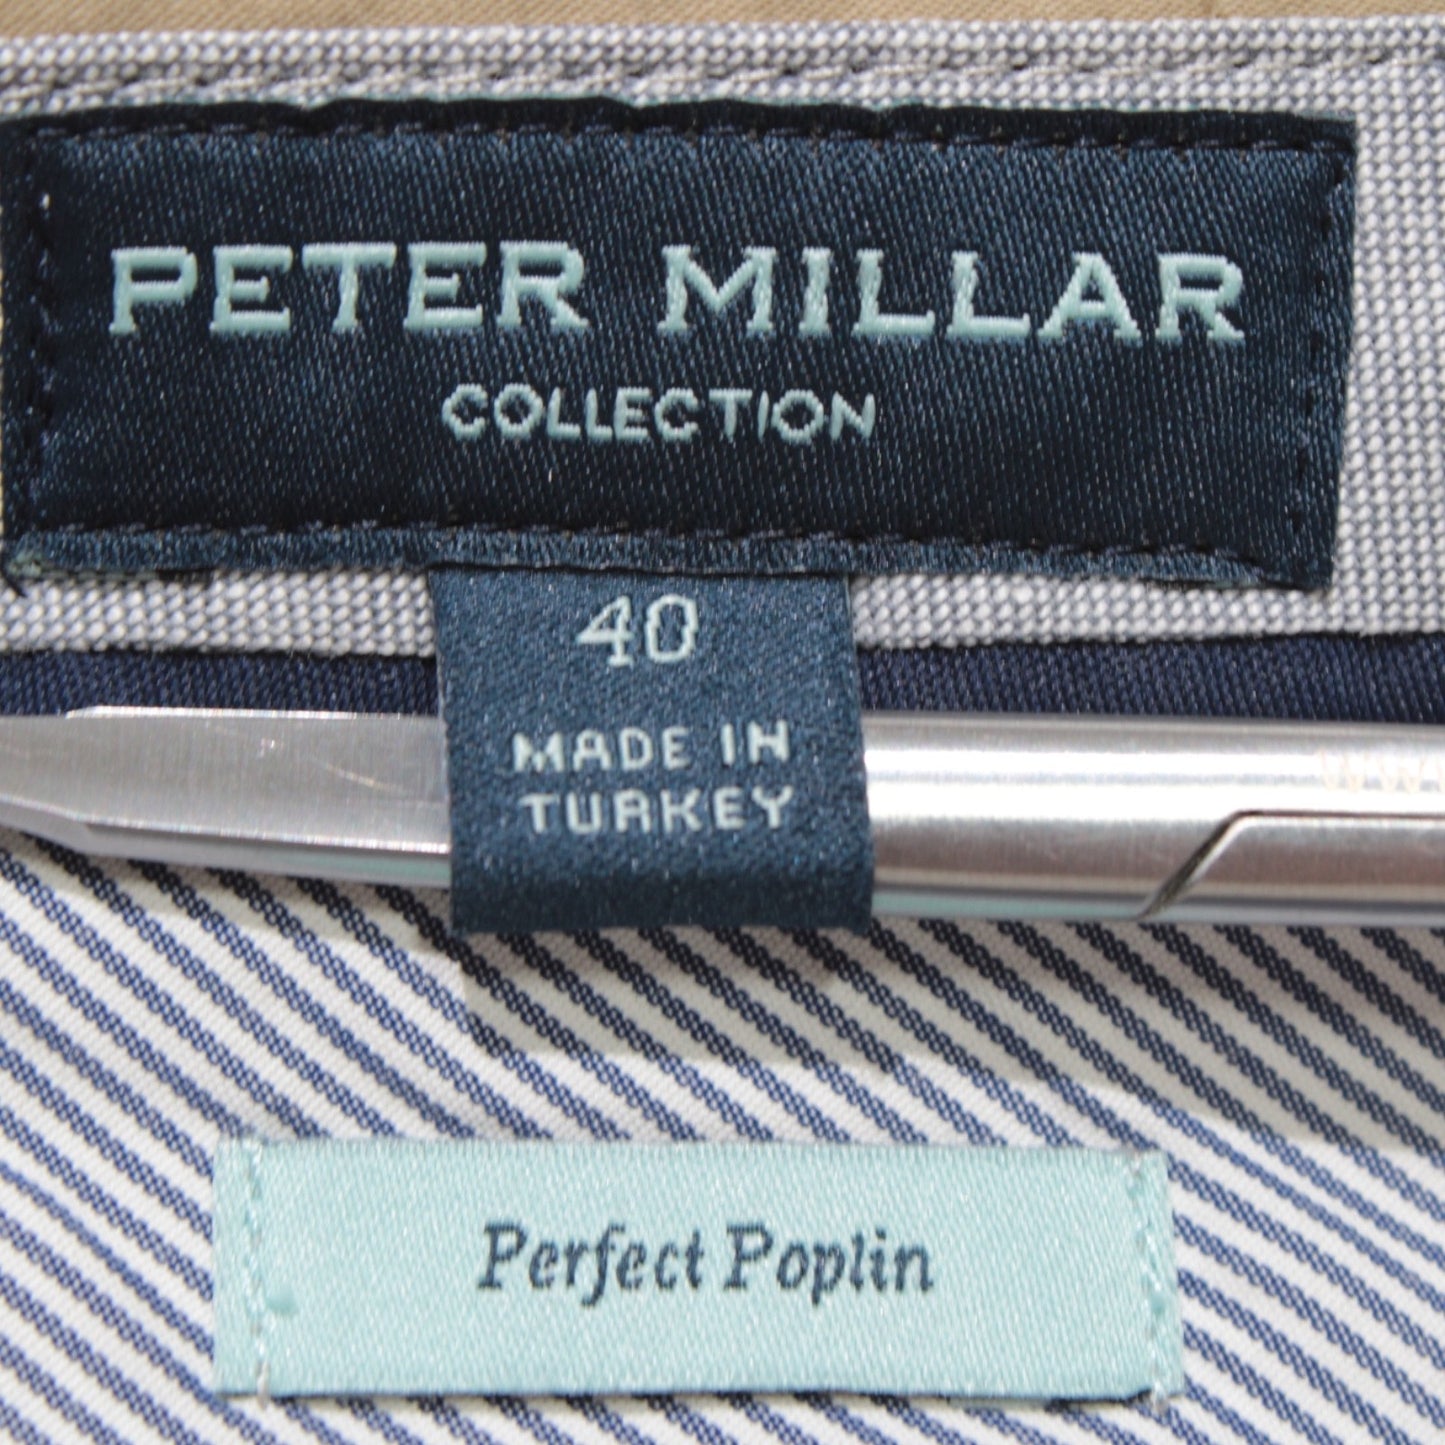 PETER MILLAR
COLLECTION
40
MADE IN
TURKEY
Perfect Poplin